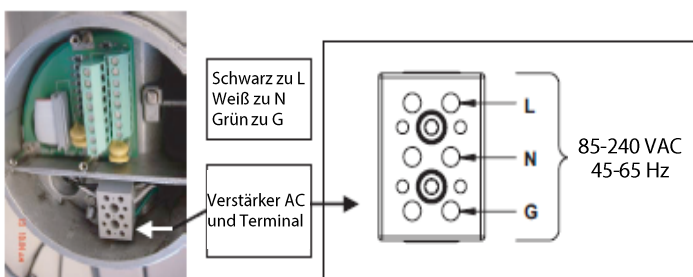 Schwarz zu L
Weiß zu N
Grün zu G
Verstärker AC
und Terminal
L
N
G
85-240 VAC
45-65 Hz